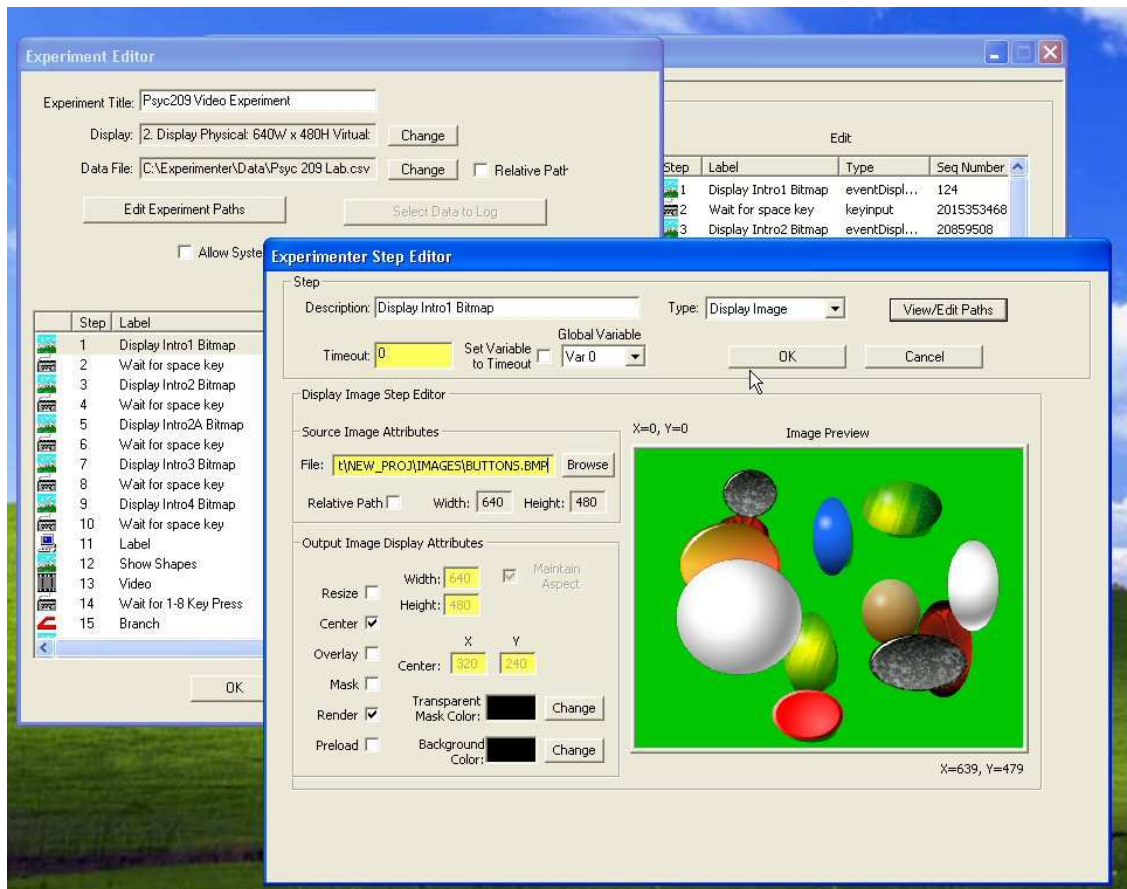 Experiment Editor
Experiment Title: Psyc209 Video Experiment
Display: 2. Display Physical: 640W x 480H Virtual: Change
Data File: C:\Experimenter\Data\Psyc 209 Lab.csv Change Relative Path
Edit Experiment Paths Select Data to Log
Allow Syste
Step Label
1 Display Intro1 Bitmap
2 Wait for space key
3 Display Intro2 Bitmap
4 Wait for space key
5 Display Intro2A Bitmap
6 Wait for space key
7 Display Intro3 Bitmap
8 Wait for space key
9 Display Intro4 Bitmap
10 Wait for space key
11 Label
12 Show Shapes
13 Video
14 Wait for 1-8 Key Press
15 Branch
OK
Edit
Step Label Type Seq Number
1 Display Intro1 Bitmap eventDispl... 124
2 Wait for space key keyinput 2015353468
3 Display Intro2 Bitmap eventDispl... 20859508
Experimenter Step Editor
Step
Description: Display Intro1 Bitmap Type: Display Image View/Edit Paths
Global Variable
Timeout: 0 Set Variable to Timeout Var 0 OK Cancel
Display Image Step Editor
Source Image Attributes
File: t\NEW_PROJ\IMAGES\BUTTONS.BMP Browse
Relative Path Width: 640 Height: 480
Output Image Display Attributes
Resize Width: 640 Maintain Aspect
Height: 480
Center
X Y
Overlay Center: 320 240
Mask
Render Transparent Mask Color: Change
Preload Background Color: Change
X=0, Y=0 Image Preview
X=639, Y=479